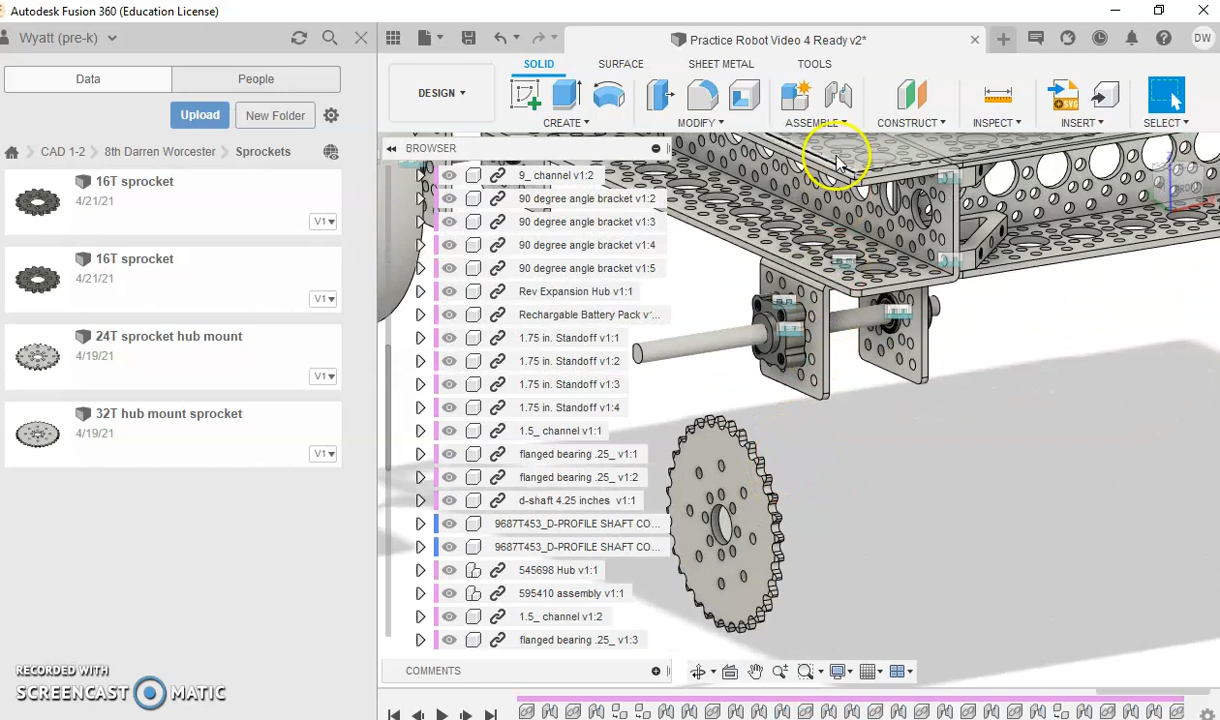 Autodesk Fusion 360 (Education License)
Wyatt (pre-k)
Practice Robot Video 4 Ready v2*
DW
Data
People
Upload
New Folder
CAD 1-2 > 8th Darren Worcester > Sprockets
16T sprocket
4/21/21
V1
16T sprocket
4/21/21
V1
24T sprocket hub mount
4/19/21
V1
32T hub mount sprocket
4/19/21
V1
RECORDED WITH
SCREENCAST MATIC
SOLID
SURFACE
SHEET METAL
TOOLS
DESIGN
CREATE
MODIFY
ASSEMBLE
CONSTRUCT
INSPECT
INSERT
SVG
SELECT
BROWSER
9_ channel v1:2
90 degree angle bracket v1:2
90 degree angle bracket v1:3
90 degree angle bracket v1:4
90 degree angle bracket v1:5
Rev Expansion Hub v1:1
Rechargable Battery Pack v'...
1.75 in. Standoff v1:1
1.75 in. Standoff v1:2
1.75 in. Standoff v1:3
1.75 in. Standoff v1:4
1.5_ channel v1:1
flanged bearing .25_ v1:1
flanged bearing .25_ v1:2
d-shaft 4.25 inches v1:1
9687T453_D-PROFILE SHAFT CO...
9687T453_D-PROFILE SHAFT CO...
545698 Hub v1:1
595410 assembly v1:1
1.5_ channel v1:2
flanged bearing .25_ v1:3
COMMENTS